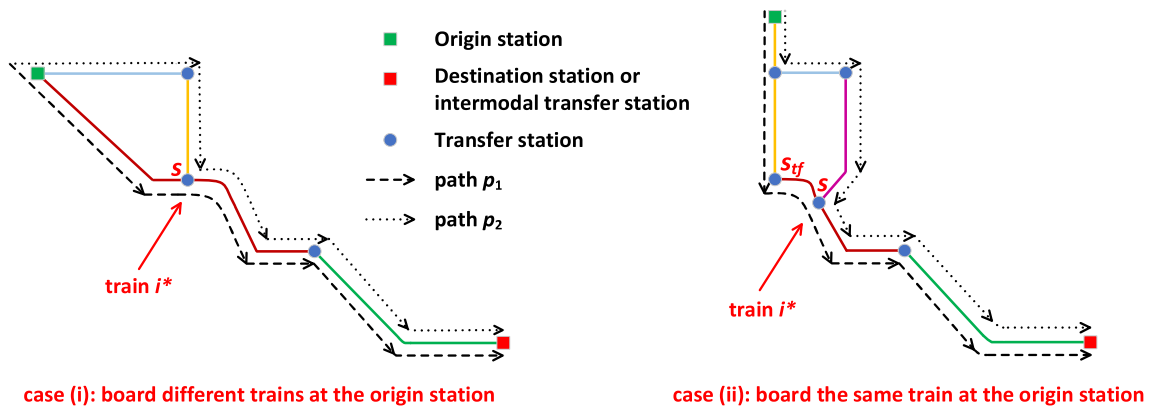 Origin station
Destination station or
intermodal transfer station
Transfer station
path p1
path p2
s
train i*
case (i): board different trains at the origin station
stf
s
train i*
case (ii): board the same train at the origin station